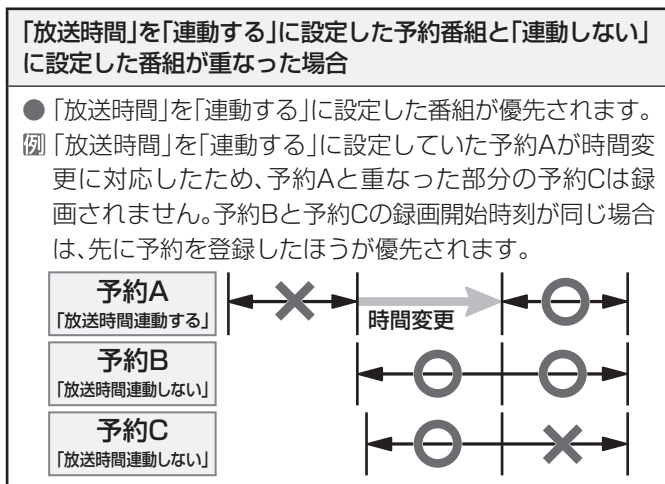 「放送時間」を「連動する」に設定した予約番組と「連動しない」
に設定した番組が重なった場合
●「放送時間」を「連動する」に設定した番組が優先されます。
例「放送時間」を「連動する」に設定していた予約Aが時間変
更に対応したため、予約Aと重なった部分の予約Cは録
画されません。予約Bと予約Cの録画開始時刻が同じ場合
は、先に予約を登録したほうが優先されます。
予約A
「放送時間連動する」
時間変更
予約B
「放送時間連動しない」
予約C
「放送時間連動しない」